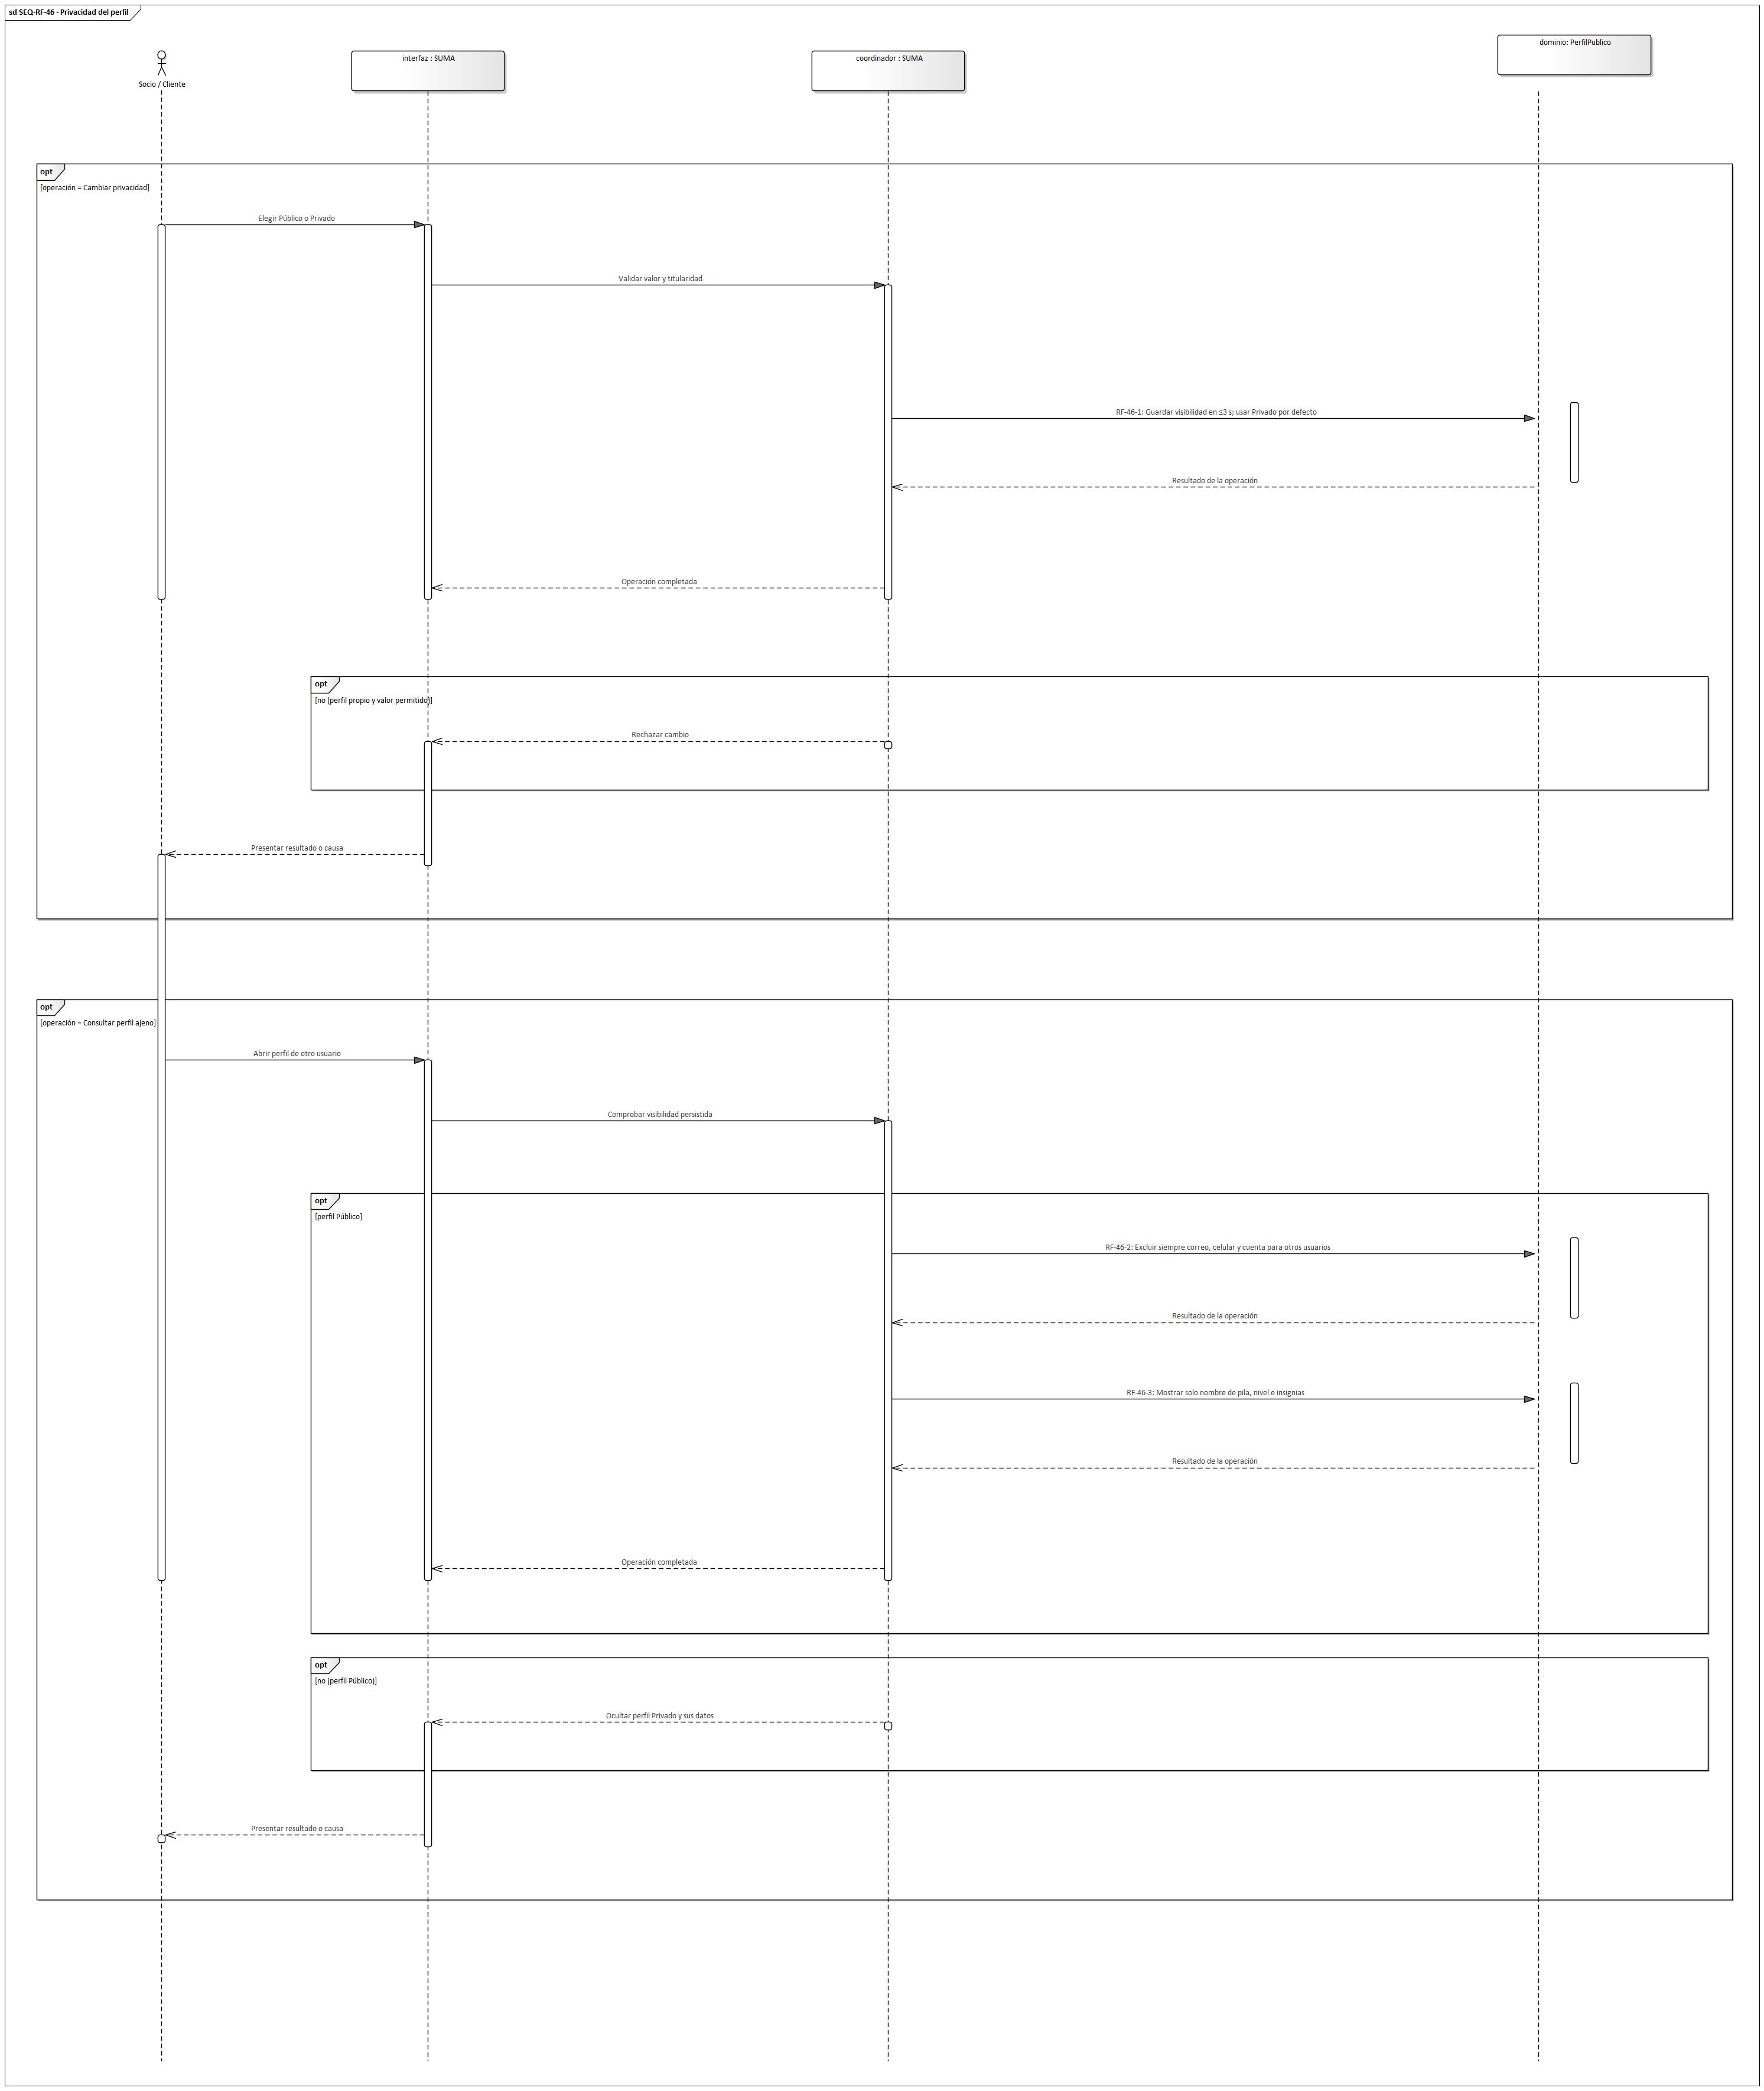 sd SEQ-RF-46 - Privacidad del perfil
Socio / Cliente
interfaz : SUMA
coordinador : SUMA
dominio: PerfilPublico
opt
[operación = Cambiar privacidad]
Elegir Público o Privado
Validar valor y titularidad
RF-46-1: Guardar visibilidad en ≤3 s; usar Privado por defecto
Resultado de la operación
Operación completada
opt
[no (perfil propio y valor permitido)]
Rechazar cambio
Presentar resultado o causa
opt
[operación = Consultar perfil ajeno]
Abrir perfil de otro usuario
Comprobar visibilidad persistida
opt
[perfil Público]
RF-46-2: Excluir siempre correo, celular y cuenta para otros usuarios
Resultado de la operación
RF-46-3: Mostrar solo nombre de pila, nivel e insignias
Resultado de la operación
Operación completada
opt
[no (perfil Público)]
Ocultar perfil Privado y sus datos
Presentar resultado o causa